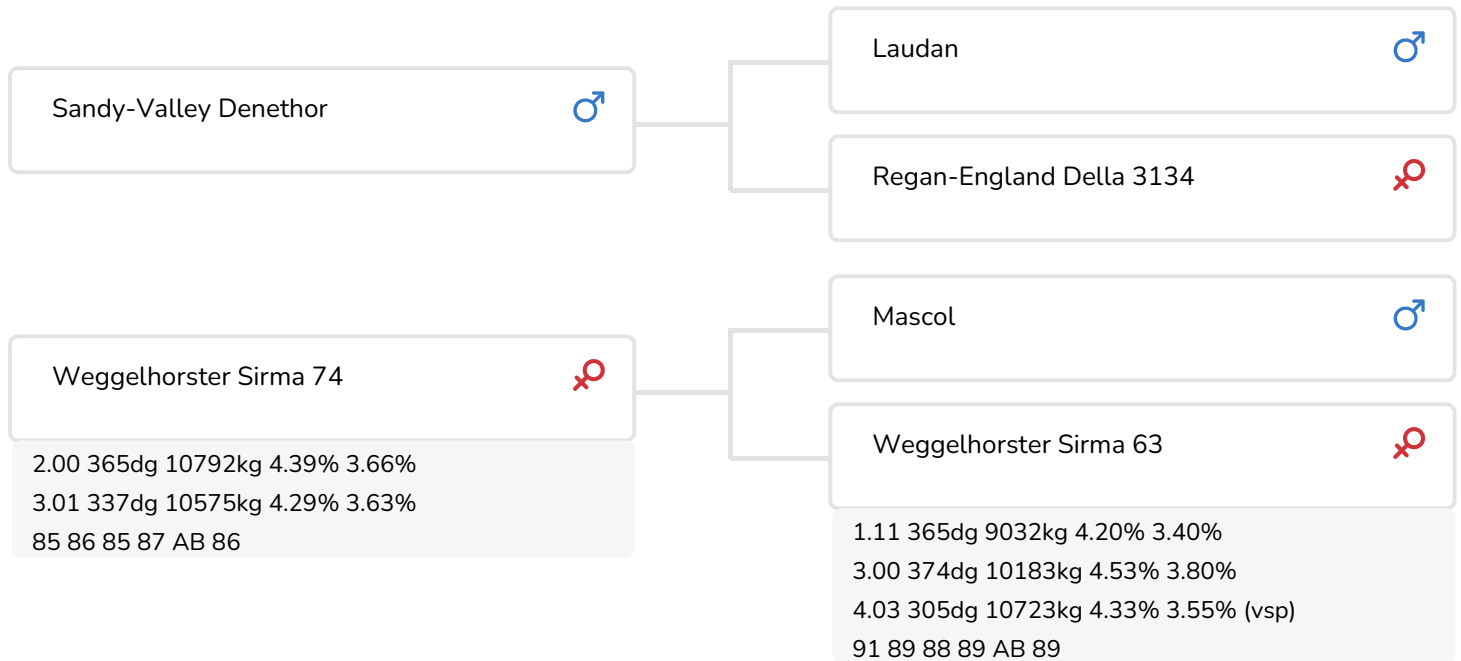 Sandy-Valley Denethor
Laudan
Regan-England Della 3134
Weggelhorster Sirma 74
2.00 365dg 10792kg 4.39% 3.66%
3.01 337dg 10575kg 4.29% 3.63%
85 86 85 87 AB 86
Mascol
Weggelhorster Sirma 63
1.11 365dg 9032kg 4.20% 3.40%
3.00 374dg 10183kg 4.53% 3.80%
4.03 305dg 10723kg 4.33% 3.55% (vsp)
91 89 88 89 AB 89